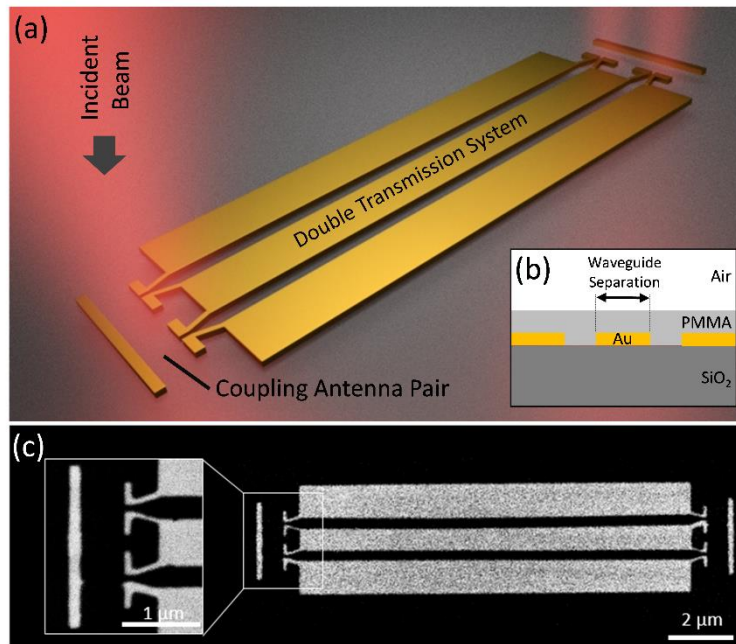 (a)
Incident
Beam
Double Transmission System
Coupling Antenna Pair
(b)
Waveguide
Separation
Air
PMMA
Au
SiO₂
(c)
1 µm
2 µm